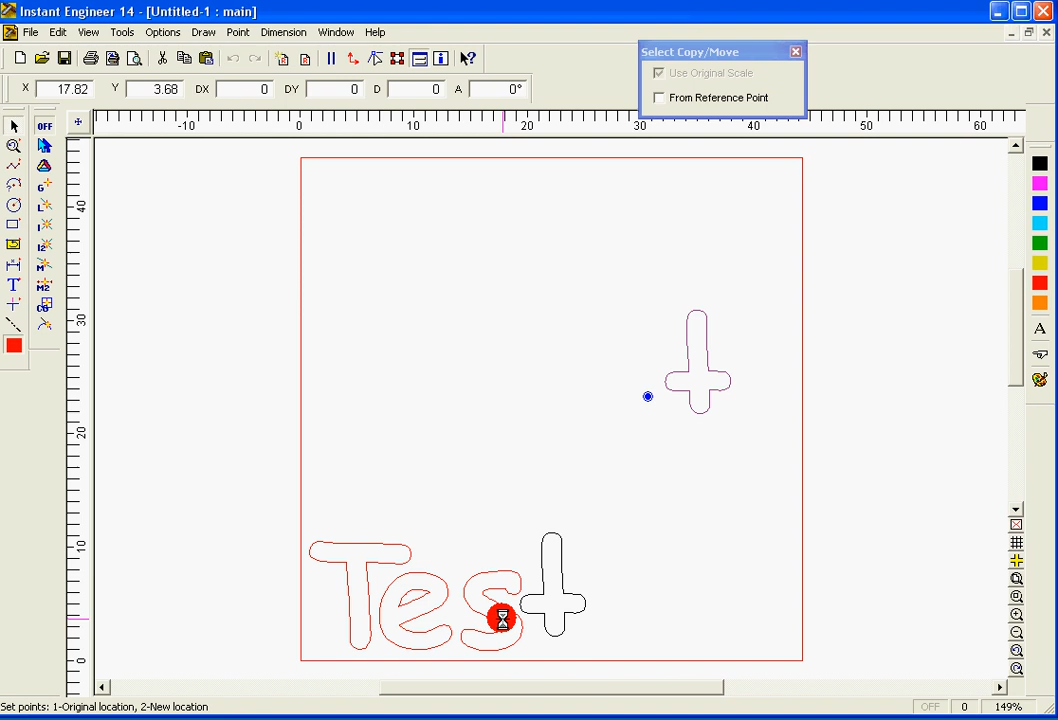 Instant Engineer 14 - [Untitled-1 : main]
File Edit View Tools Options Draw Point Dimension Window Help
Select Copy/Move
Use Original Scale
From Reference Point
X 17.82 Y 3.68 DX 0 DY 0 D 0 A 0°
-10 0 10 20 30 40 50 60
OFF
G
L
I
I2
M
M2
CG
T
A
40
30
20
10
0
Test
Set points: 1-Original location, 2-New location
OFF 0 149%